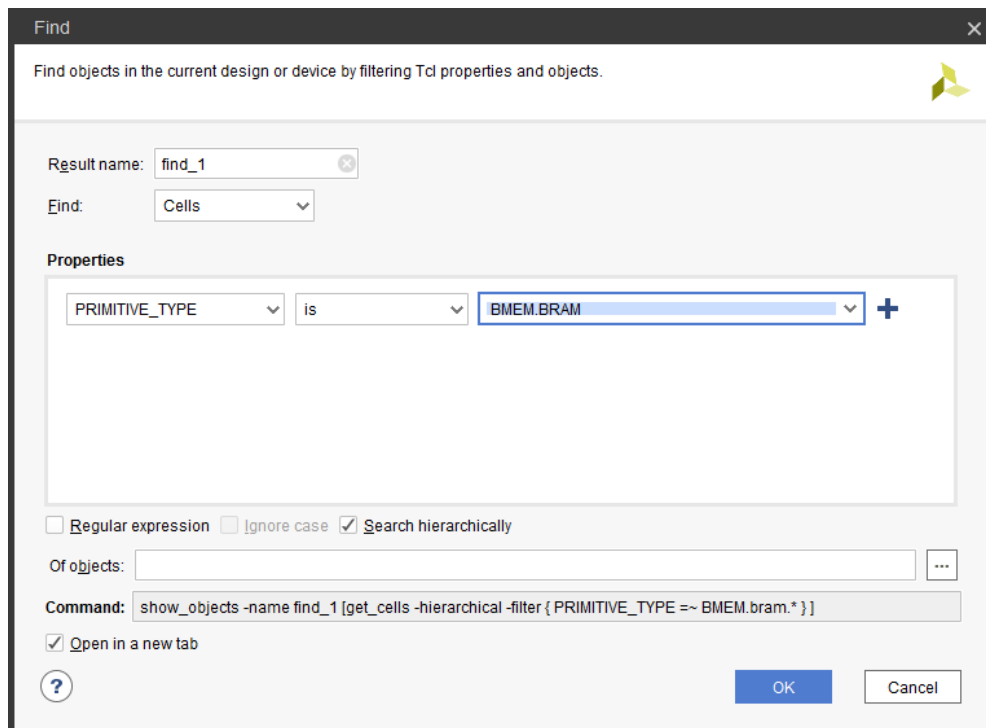 Find
Find objects in the current design or device by filtering Tcl properties and objects.
Result name: find_1
Find: Cells
Properties
PRIMITIVE_TYPE is BMEM.BRAM
Regular expression Ignore case Search hierarchically
Of objects: ...
Command: show_objects -name find_1 [get_cells -hierarchical -filter { PRIMITIVE_TYPE =~ BMEM.bram.* } ]
Open in a new tab
? OK Cancel